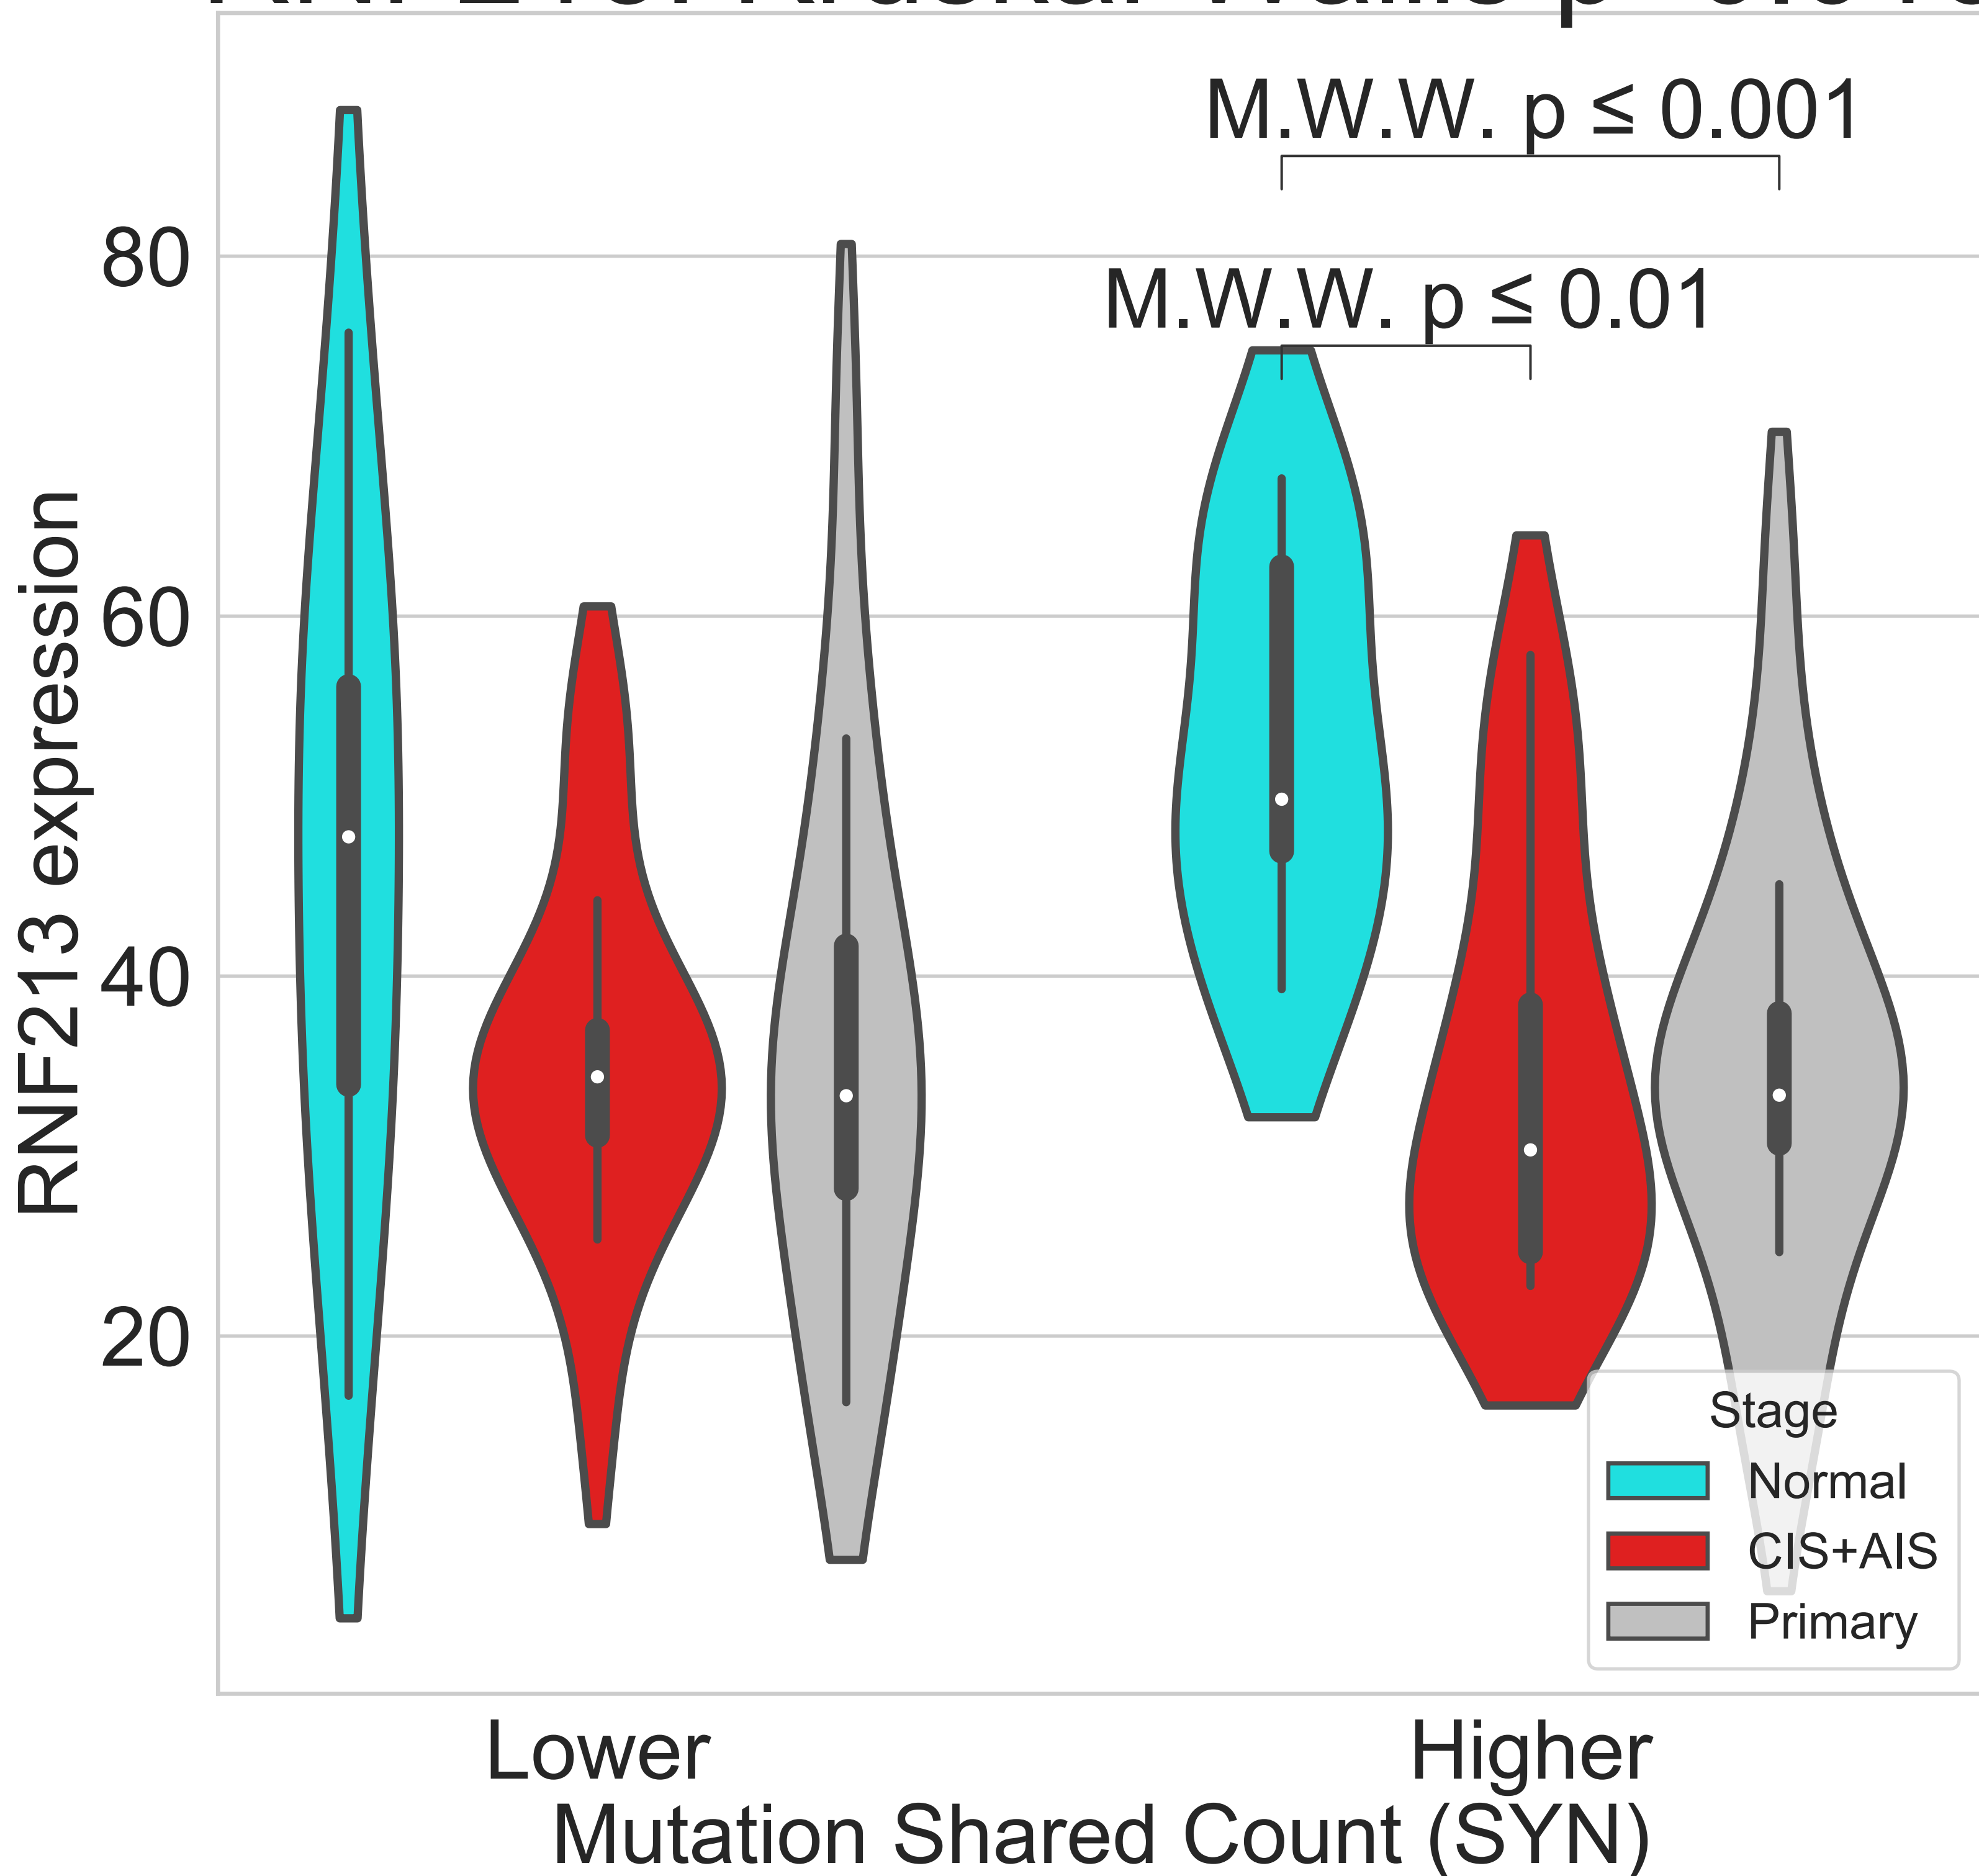 M.W.W. p ≤ 0.001
M.W.W. p ≤ 0.01
80
60
40
20
RNF213 expression
Stage
Normal
CIS+AIS
Primary
Lower
Higher
Mutation Shared Count (SYN)